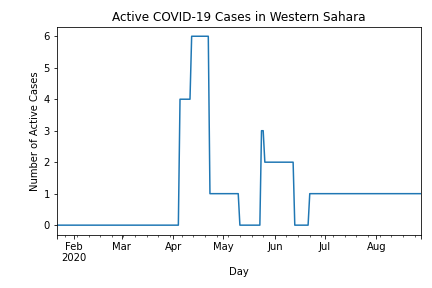 Active COVID-19 Cases in Western Sahara
6
5
4
3
2
1
0
Number of Active Cases
Feb Mar Apr May Jun Jul Aug
2020
Day